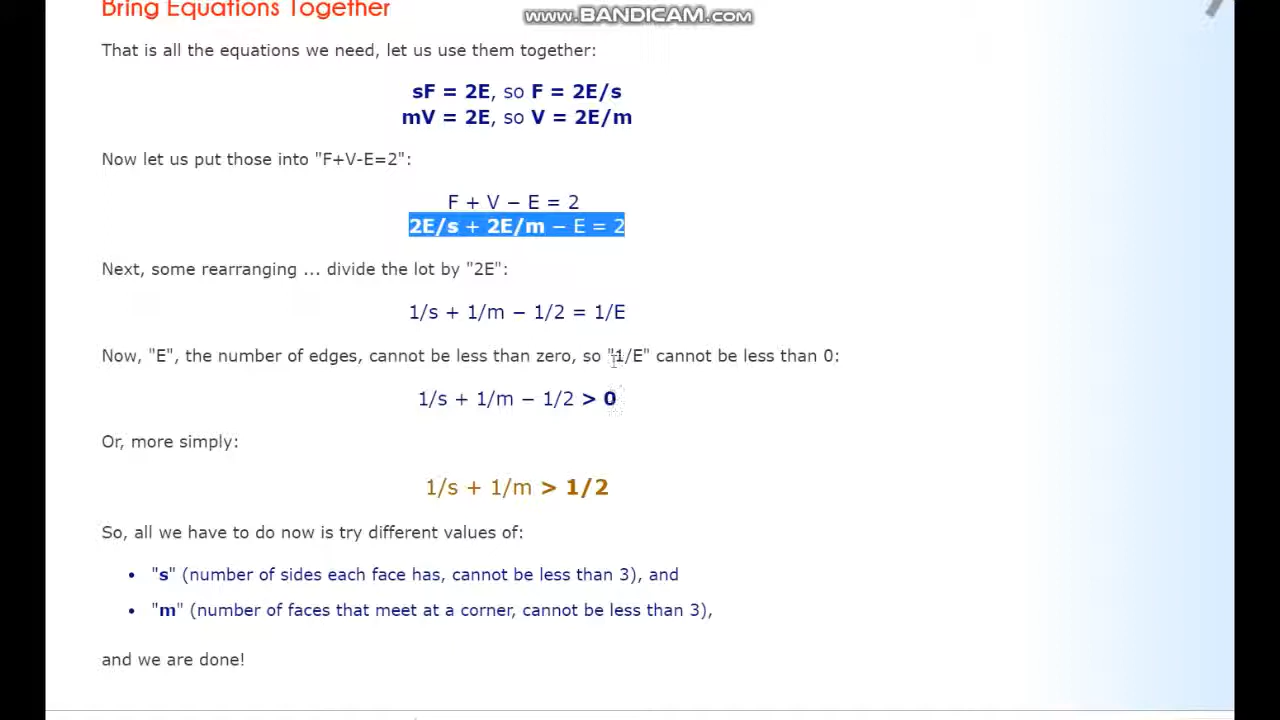 Bring Equations Together
www.BANDICAM.com
That is all the equations we need, let us use them together:
sF = 2E, so F = 2E/s
mV = 2E, so V = 2E/m
Now let us put those into "F+V-E=2":
F + V − E = 2
2E/s + 2E/m − E = 2
Next, some rearranging ... divide the lot by "2E":
1/s + 1/m − 1/2 = 1/E
Now, "E", the number of edges, cannot be less than zero, so "1/E" cannot be less than 0:
1/s + 1/m − 1/2 > 0
Or, more simply:
1/s + 1/m > 1/2
So, all we have to do now is try different values of:
• "s" (number of sides each face has, cannot be less than 3), and
• "m" (number of faces that meet at a corner, cannot be less than 3),
and we are done!